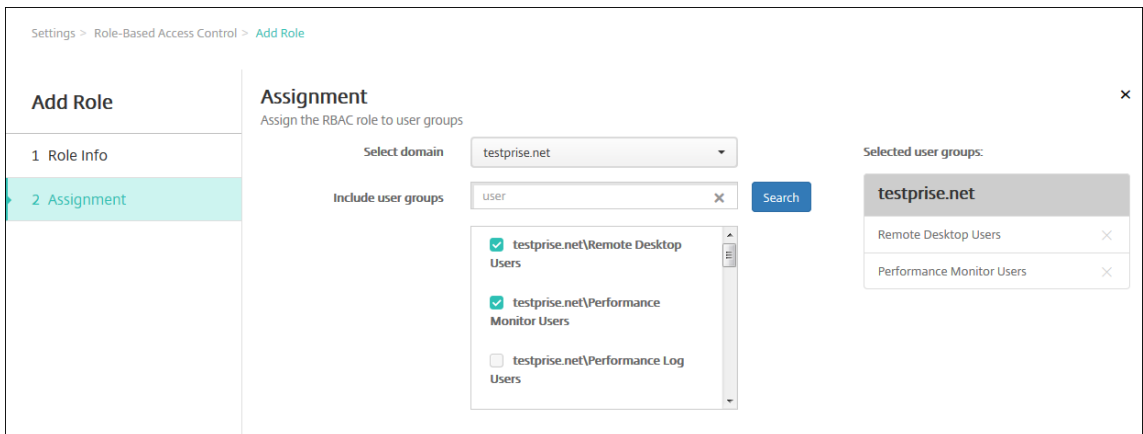 Settings > Role-Based Access Control > Add Role
Add Role
1 Role Info
2 Assignment
Assignment
Assign the RBAC role to user groups
Select domain
testprise.net
Include user groups
user
Search
testprise.net\Remote Desktop
Users
testprise.net\Performance
Monitor Users
testprise.net\Performance Log
Users
Selected user groups:
testprise.net
Remote Desktop Users
Performance Monitor Users